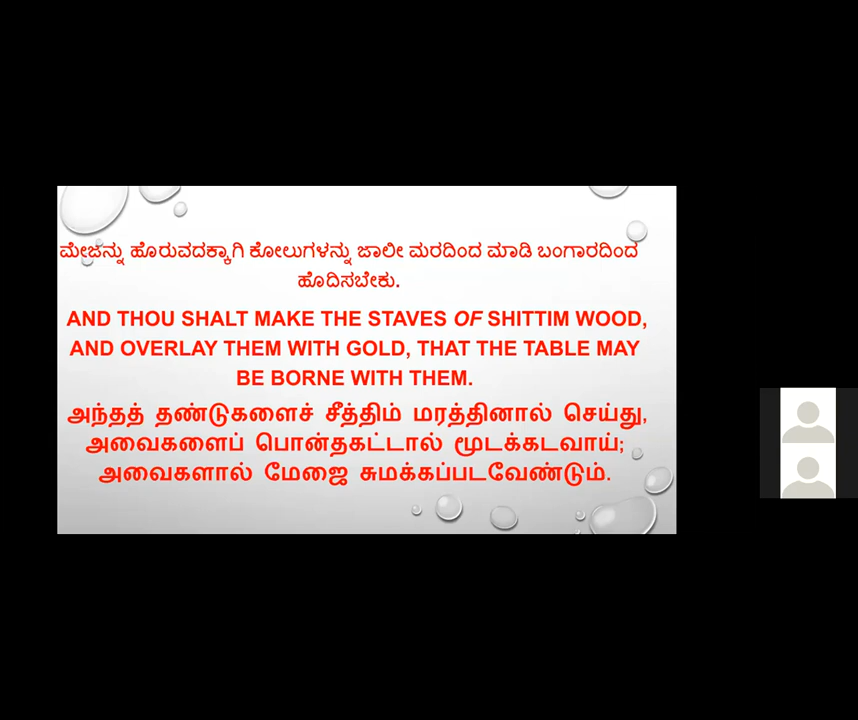 ಮೇಜನ್ನು ಹೊರುವದಕ್ಕಾಗಿ ಕೋಲುಗಳನ್ನು ಜಾಲೀ ಮರದಿಂದ ಮಾಡಿ ಬಂಗಾರದಿಂದ
ಹೊದಿಸಬೇಕು.
AND THOU SHALT MAKE THE STAVES OF SHITTIM WOOD,
AND OVERLAY THEM WITH GOLD, THAT THE TABLE MAY
BE BORNE WITH THEM.
அந்தத் தண்டுகளைச் சீத்திம் மரத்தினால் செய்து,
அவைகளைப் பொன்தகட்டால் மூடக்கடவாய்;
அவைகளால் மேஜை சுமக்கப்படவேண்டும்.